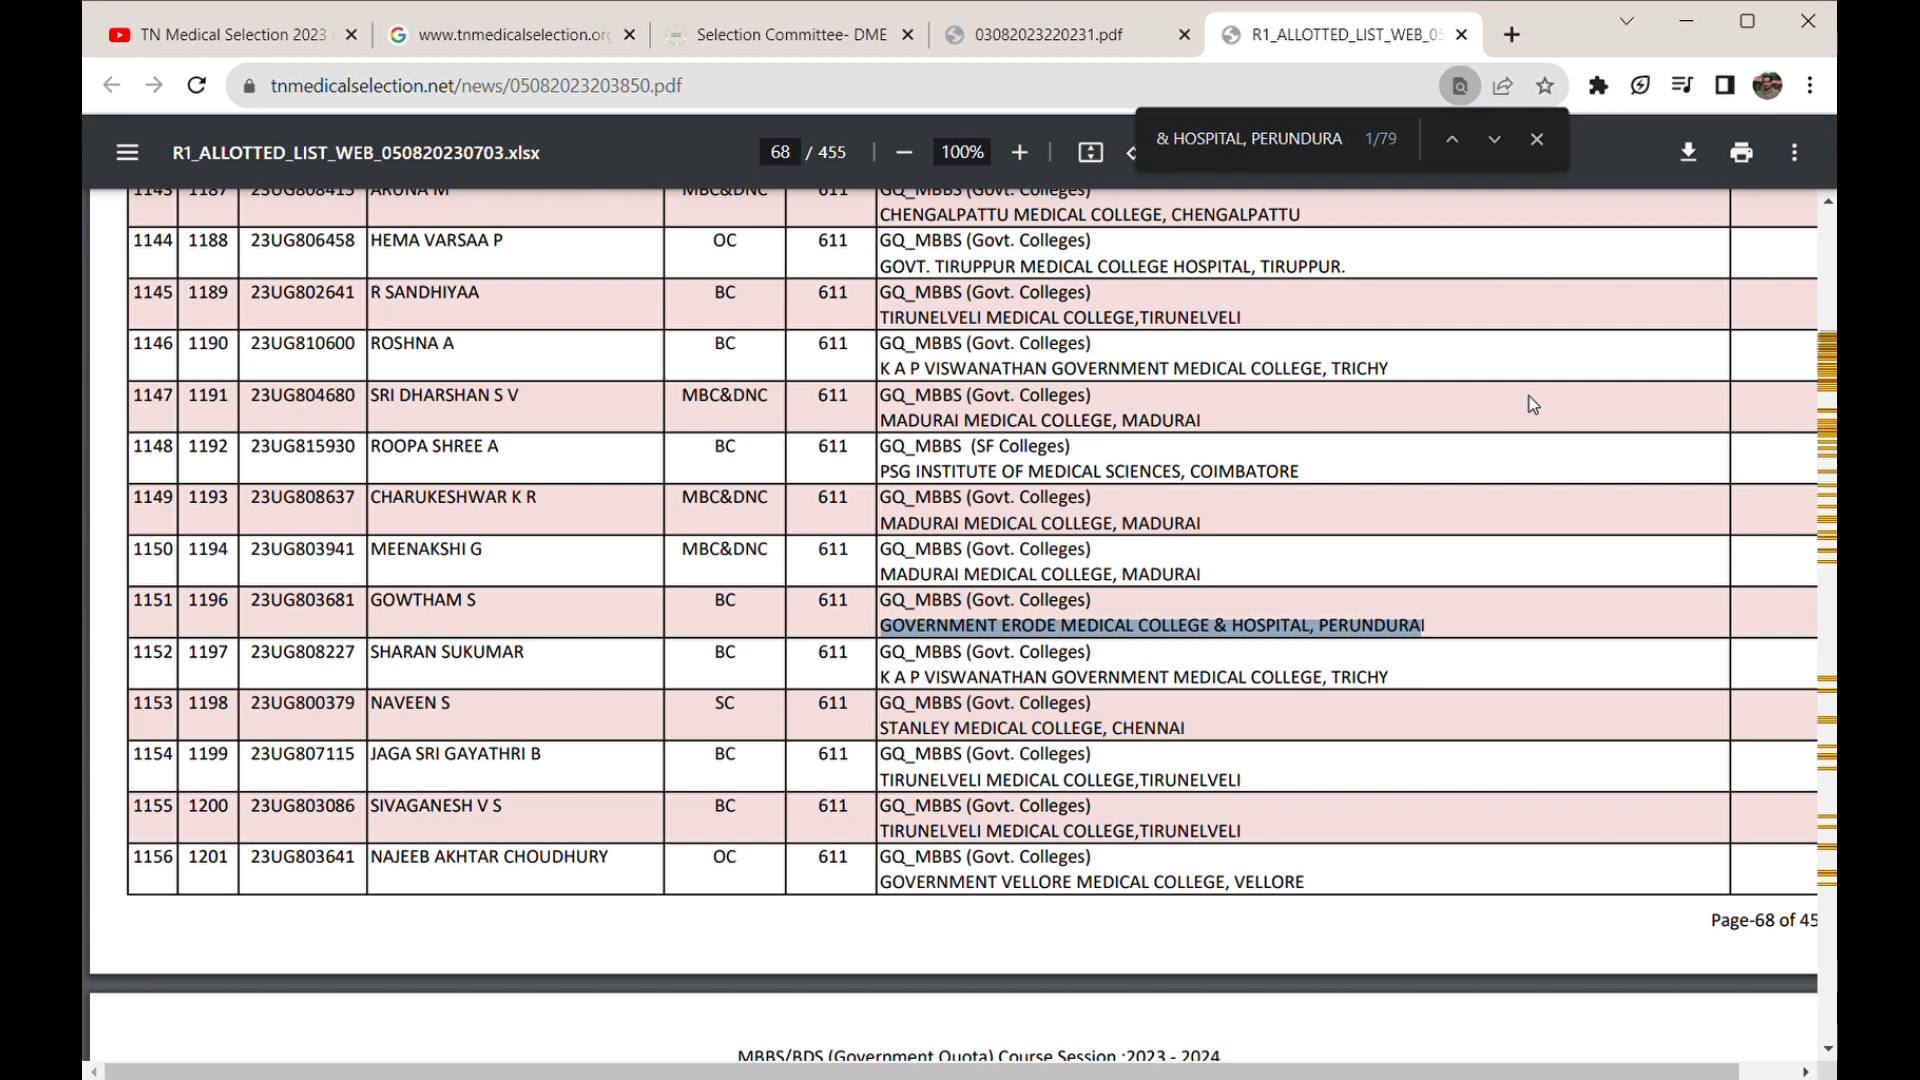 TN Medical Selection 2023
www.tnmedicalselection.org
Selection Committee- DME
03082023220231.pdf
R1_ALLOTTED_LIST_WEB_05
tnmedicalselection.net/news/05082023203850.pdf
& HOSPITAL, PERUNDURA 1/79
R1_ALLOTTED_LIST_WEB_050820230703.xlsx
68 / 455
100%
1143 1187 23UG808415 ARUNA M MBC&DNC 611 GQ_MBBS (Govt. Colleges)
CHENGALPATTU MEDICAL COLLEGE, CHENGALPATTU
1144 1188 23UG806458 HEMA VARSAA P OC 611 GQ_MBBS (Govt. Colleges)
GOVT. TIRUPPUR MEDICAL COLLEGE HOSPITAL, TIRUPPUR.
1145 1189 23UG802641 R SANDHIYAA BC 611 GQ_MBBS (Govt. Colleges)
TIRUNELVELI MEDICAL COLLEGE,TIRUNELVELI
1146 1190 23UG810600 ROSHNA A BC 611 GQ_MBBS (Govt. Colleges)
K A P VISWANATHAN GOVERNMENT MEDICAL COLLEGE, TRICHY
1147 1191 23UG804680 SRI DHARSHAN S V MBC&DNC 611 GQ_MBBS (Govt. Colleges)
MADURAI MEDICAL COLLEGE, MADURAI
1148 1192 23UG815930 ROOPA SHREE A BC 611 GQ_MBBS (SF Colleges)
PSG INSTITUTE OF MEDICAL SCIENCES, COIMBATORE
1149 1193 23UG808637 CHARUKESHWAR K R MBC&DNC 611 GQ_MBBS (Govt. Colleges)
MADURAI MEDICAL COLLEGE, MADURAI
1150 1194 23UG803941 MEENAKSHI G MBC&DNC 611 GQ_MBBS (Govt. Colleges)
MADURAI MEDICAL COLLEGE, MADURAI
1151 1196 23UG803681 GOWTHAM S BC 611 GQ_MBBS (Govt. Colleges)
GOVERNMENT ERODE MEDICAL COLLEGE & HOSPITAL, PERUNDURAI
1152 1197 23UG808227 SHARAN SUKUMAR BC 611 GQ_MBBS (Govt. Colleges)
K A P VISWANATHAN GOVERNMENT MEDICAL COLLEGE, TRICHY
1153 1198 23UG800379 NAVEEN S SC 611 GQ_MBBS (Govt. Colleges)
STANLEY MEDICAL COLLEGE, CHENNAI
1154 1199 23UG807115 JAGA SRI GAYATHRI B BC 611 GQ_MBBS (Govt. Colleges)
TIRUNELVELI MEDICAL COLLEGE,TIRUNELVELI
1155 1200 23UG803086 SIVAGANESH V S BC 611 GQ_MBBS (Govt. Colleges)
TIRUNELVELI MEDICAL COLLEGE,TIRUNELVELI
1156 1201 23UG803641 NAJEEB AKHTAR CHOUDHURY OC 611 GQ_MBBS (Govt. Colleges)
GOVERNMENT VELLORE MEDICAL COLLEGE, VELLORE
Page-68 of 45
MBBS/BDS (Government Quota) Course Session :2023 - 2024